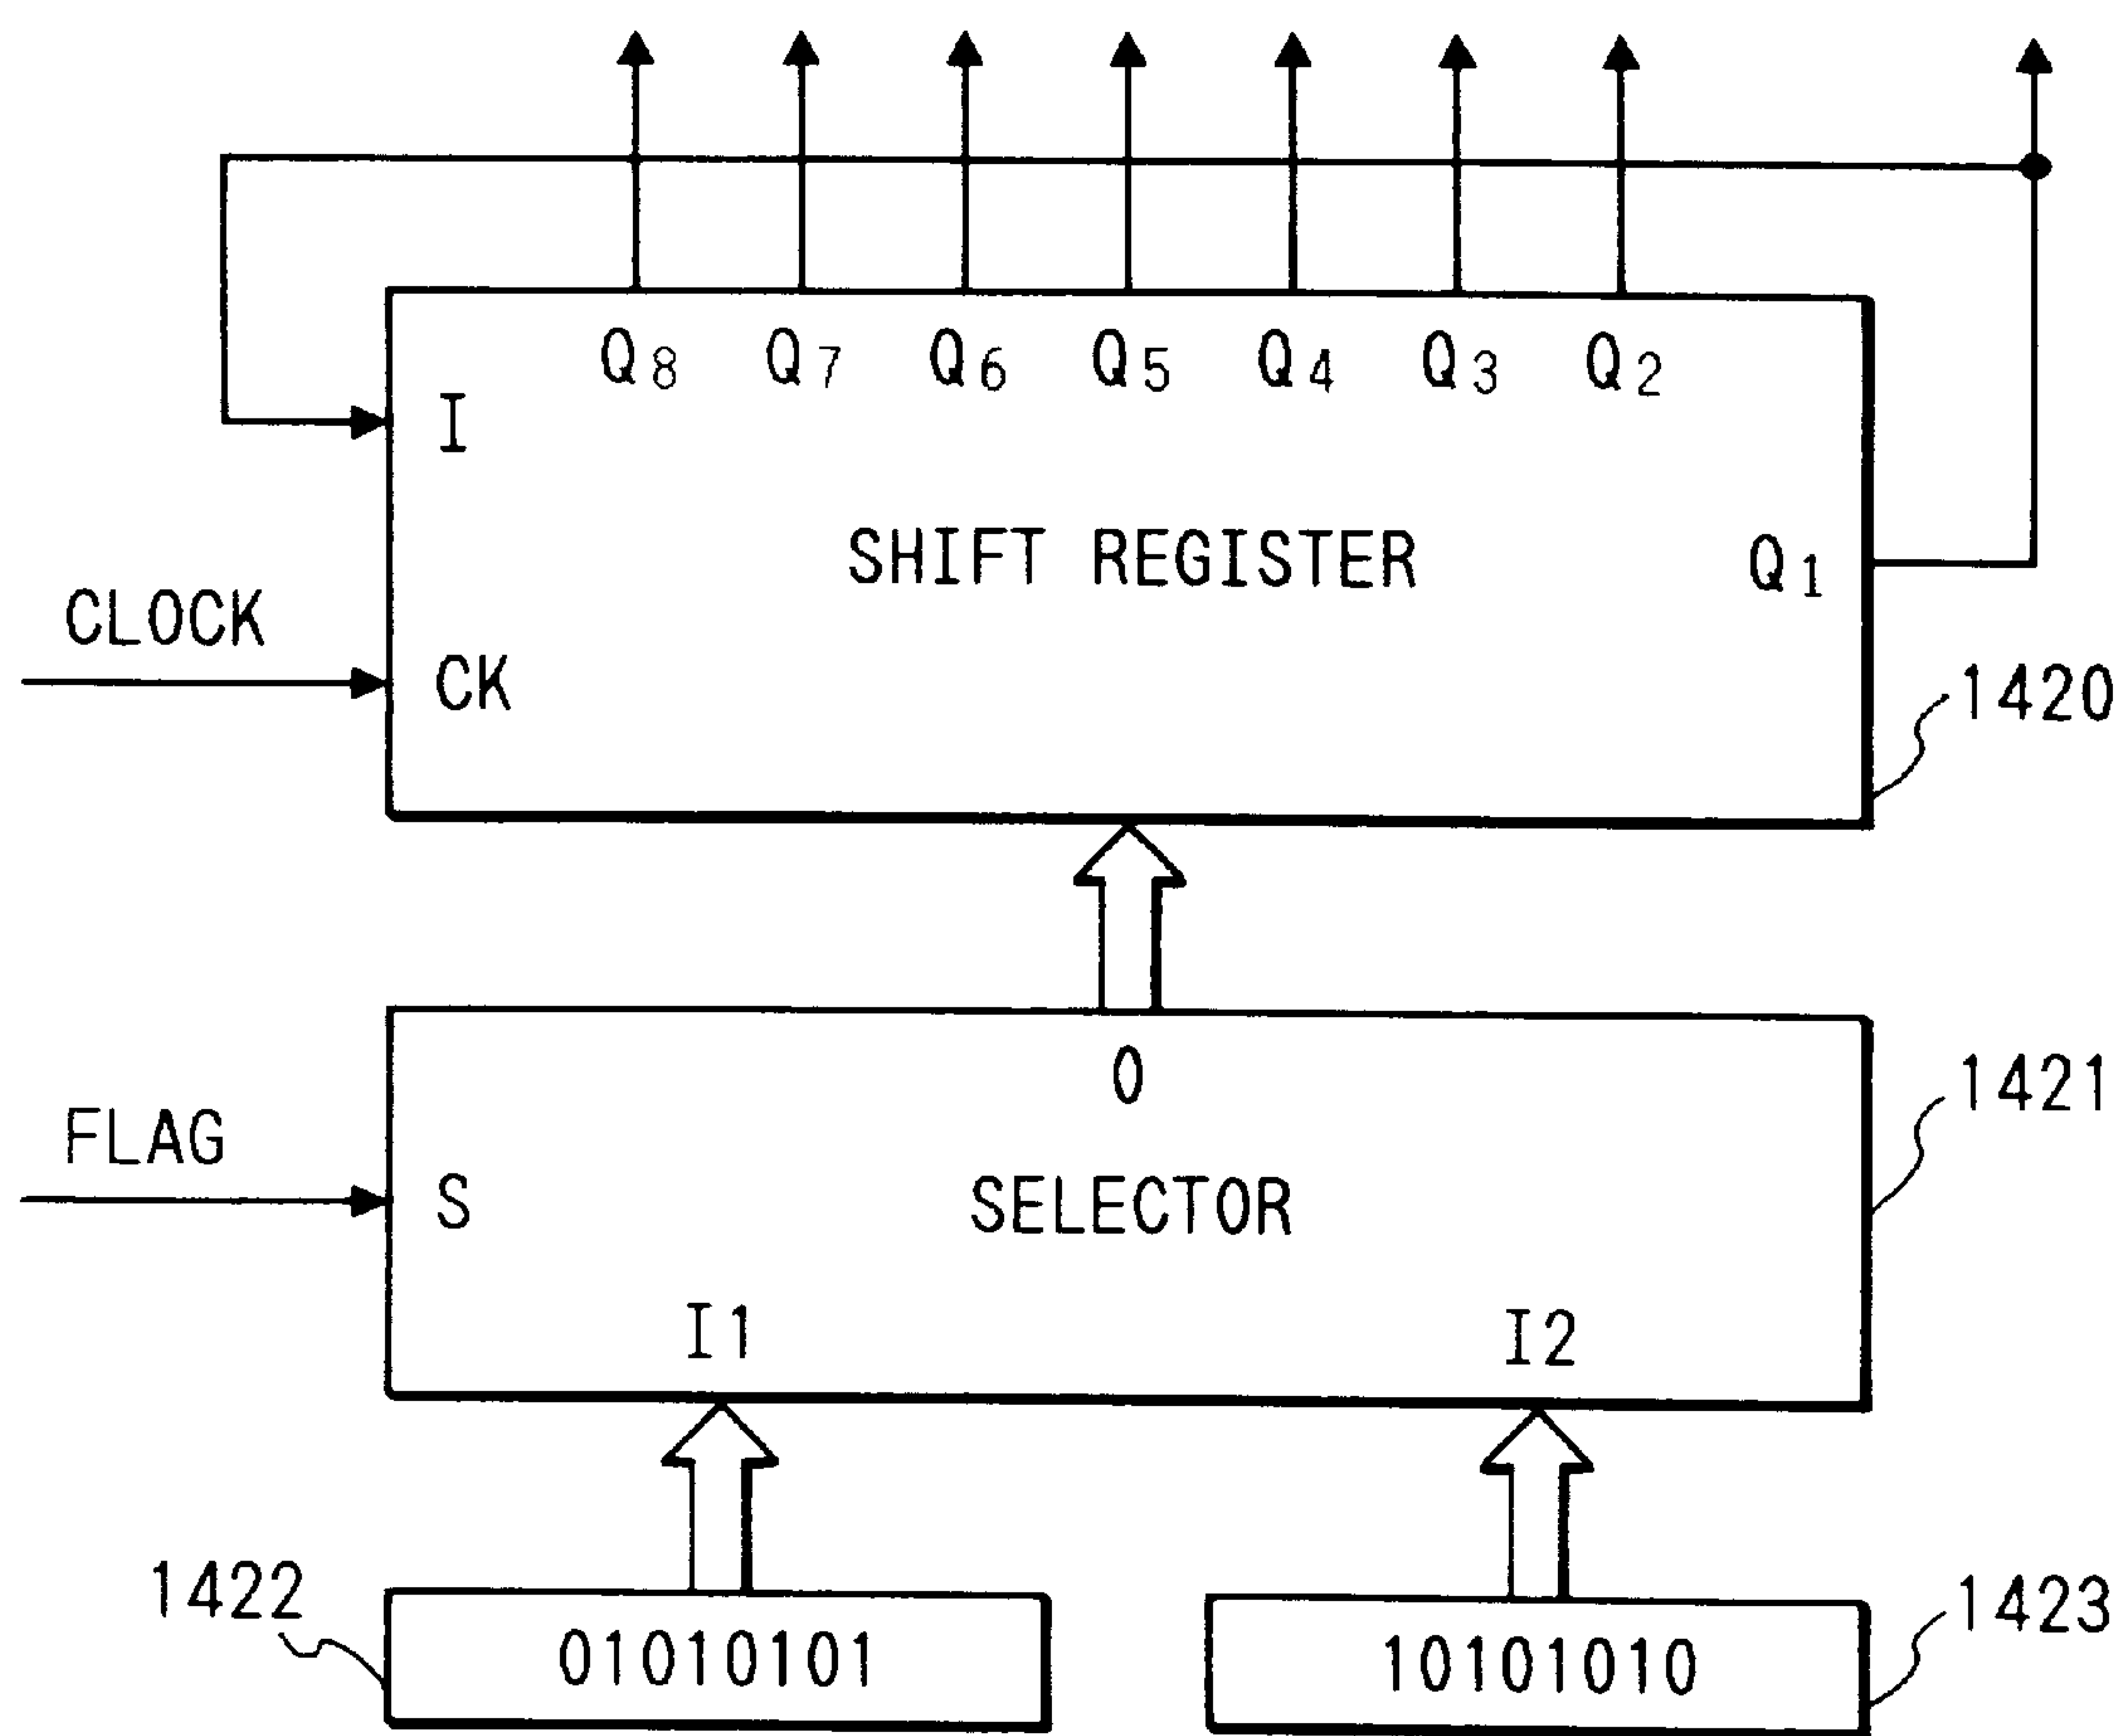 Q8 Q7 Q6 Q5 Q4 Q3 Q2
I
SHIFT REGISTER
Q1
CLOCK
CK
1420
O
1421
FLAG
S
SELECTOR
I1
I2
1422
01010101
10101010
1423